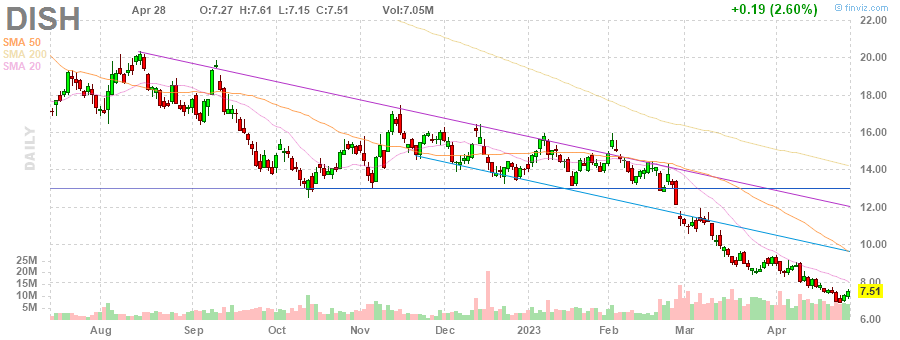 DISH Apr 28 O:7.27 H:7.61 L:7.15 C:7.51 Vol:7.05M +0.19 (2.60%) © finviz.com
SMA 50
SMA 200
SMA 20
DAILY
22.00
20.00
18.00
16.00
14.00
12.00
10.00
8.00
7.51
6.00
25M
20M
15M
10M
5M
Aug Sep Oct Nov Dec 2023 Feb Mar Apr